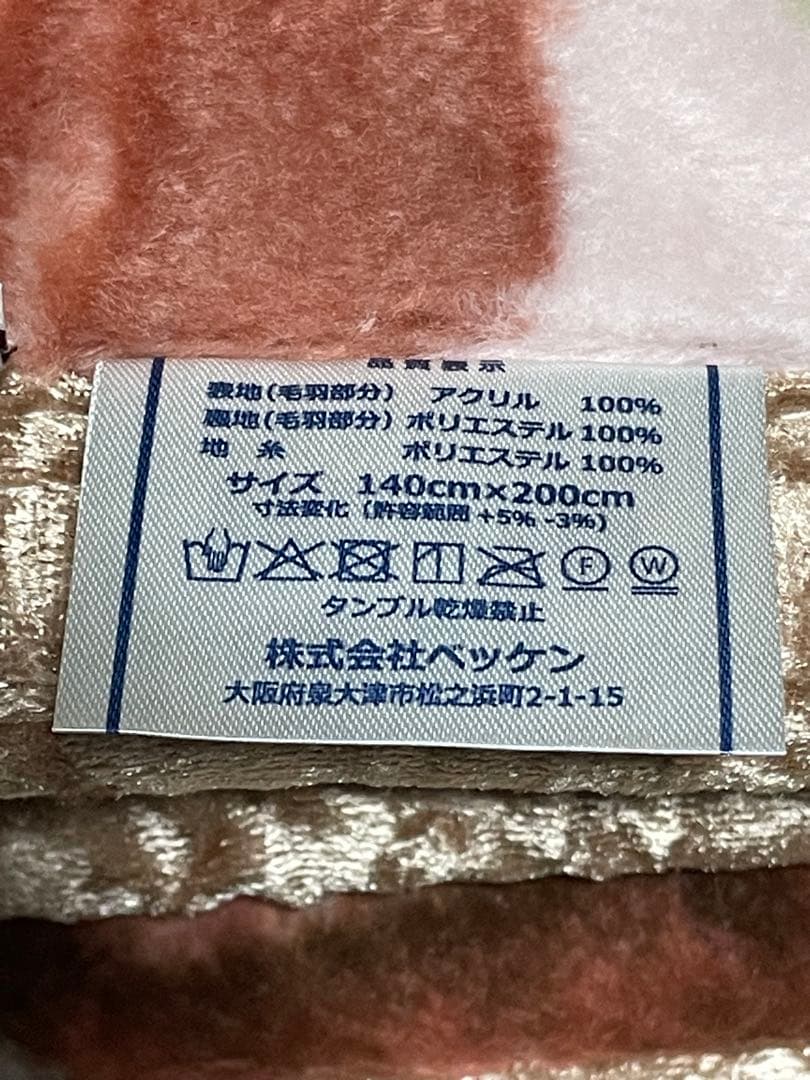 品質表示
表地(毛羽部分) アクリル 100%
裏地(毛羽部分) ポリエステル 100%
地 糸 ポリエステル 100%
サイズ 140cm×200cm
寸法変化 (許容範囲 +5% -3%)
F W
タンブル乾燥禁止
株式会社ベッケン
大阪府泉大津市松之浜町2-1-15